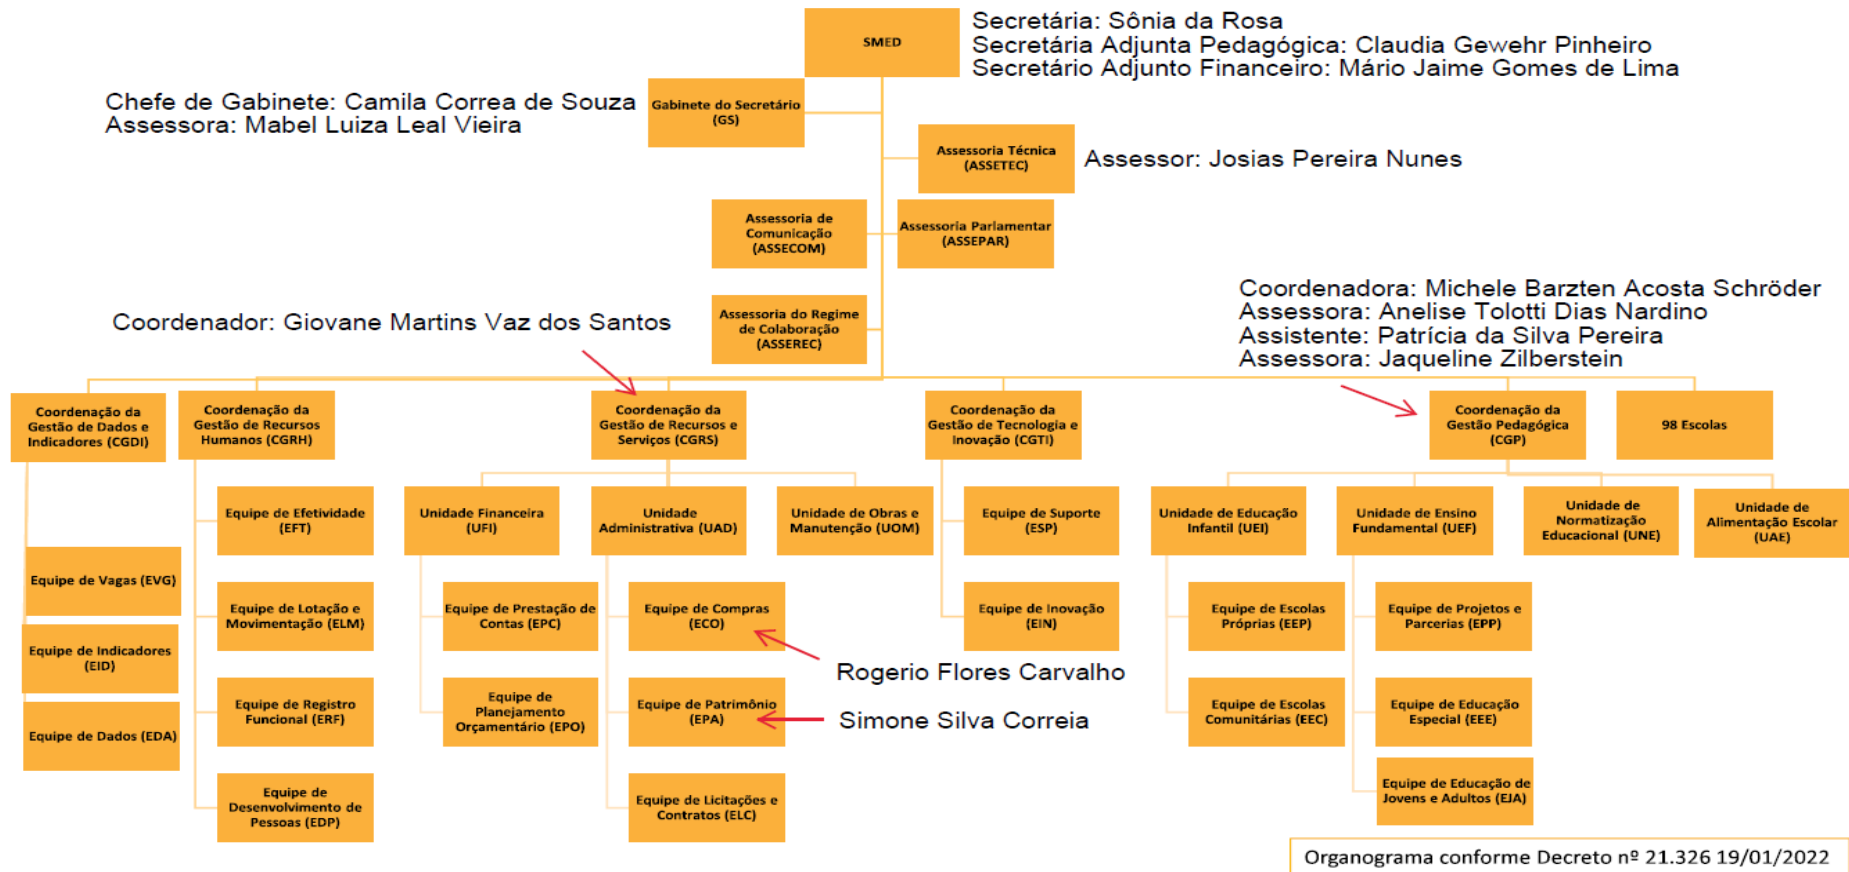 SMED
Secretária: Sônia da Rosa
Secretária Adjunta Pedagógica: Claudia Gewehr Pinheiro
Secretário Adjunto Financeiro: Mário Jaime Gomes de Lima
Chefe de Gabinete: Camila Correa de Souza
Assessora: Mabel Luiza Leal Vieira
Gabinete do Secretário
(GS)
Assessoria Técnica
(ASSETEC)
Assessor: Josias Pereira Nunes
Assessoria de
Comunicação
(ASSECOM)
Assessoria Parlamentar
(ASSEPAR)
Coordenador: Giovane Martins Vaz dos Santos
Assessoria do Regime
de Colaboração
(ASSEREC)
Coordenadora: Michele Barzten Acosta Schröder
Assessora: Anelise Tolotti Dias Nardino
Assistente: Patrícia da Silva Pereira
Assessora: Jaqueline Zilberstein
Coordenação da
Gestão de Dados e
Indicadores (CGDI)
Coordenação da
Gestão de Recursos
Humanos (CGRH)
Coordenação da
Gestão de Recursos e
Serviços (CGRS)
Coordenação da
Gestão de Tecnologia e
Inovação (CGTI)
Coordenação da
Gestão Pedagógica
(CGP)
98 Escolas
Equipe de Efetividade
(EFT)
Unidade Financeira
(UFI)
Unidade
Administrativa (UAD)
Unidade de Obras e
Manutenção (UOM)
Equipe de Suporte
(ESP)
Unidade de Educação
Infantil (UEI)
Unidade de Ensino
Fundamental (UEF)
Unidade de
Normatização
Educacional (UNE)
Unidade de
Alimentação Escolar
(UAE)
Equipe de Vagas (EVG)
Equipe de Lotação e
Movimentação (ELM)
Equipe de Prestação de
Contas (EPC)
Equipe de Compras
(ECO)
Equipe de Inovação
(EIN)
Equipe de Escolas
Próprias (EEP)
Equipe de Projetos e
Parcerias (EPP)
Equipe de Indicadores
(EID)
Rogerio Flores Carvalho
Equipe de Registro
Funcional (ERF)
Equipe de
Planejamento
Orçamentário (EPO)
Equipe de Patrimônio
(EPA)
Simone Silva Correia
Equipe de Escolas
Comunitárias (EEC)
Equipe de Educação
Especial (EEE)
Equipe de Dados (EDA)
Equipe de
Desenvolvimento de
Pessoas (EDP)
Equipe de Licitações e
Contratos (ELC)
Equipe de Educação de
Jovens e Adultos (EJA)
Organograma conforme Decreto nº 21.326 19/01/2022